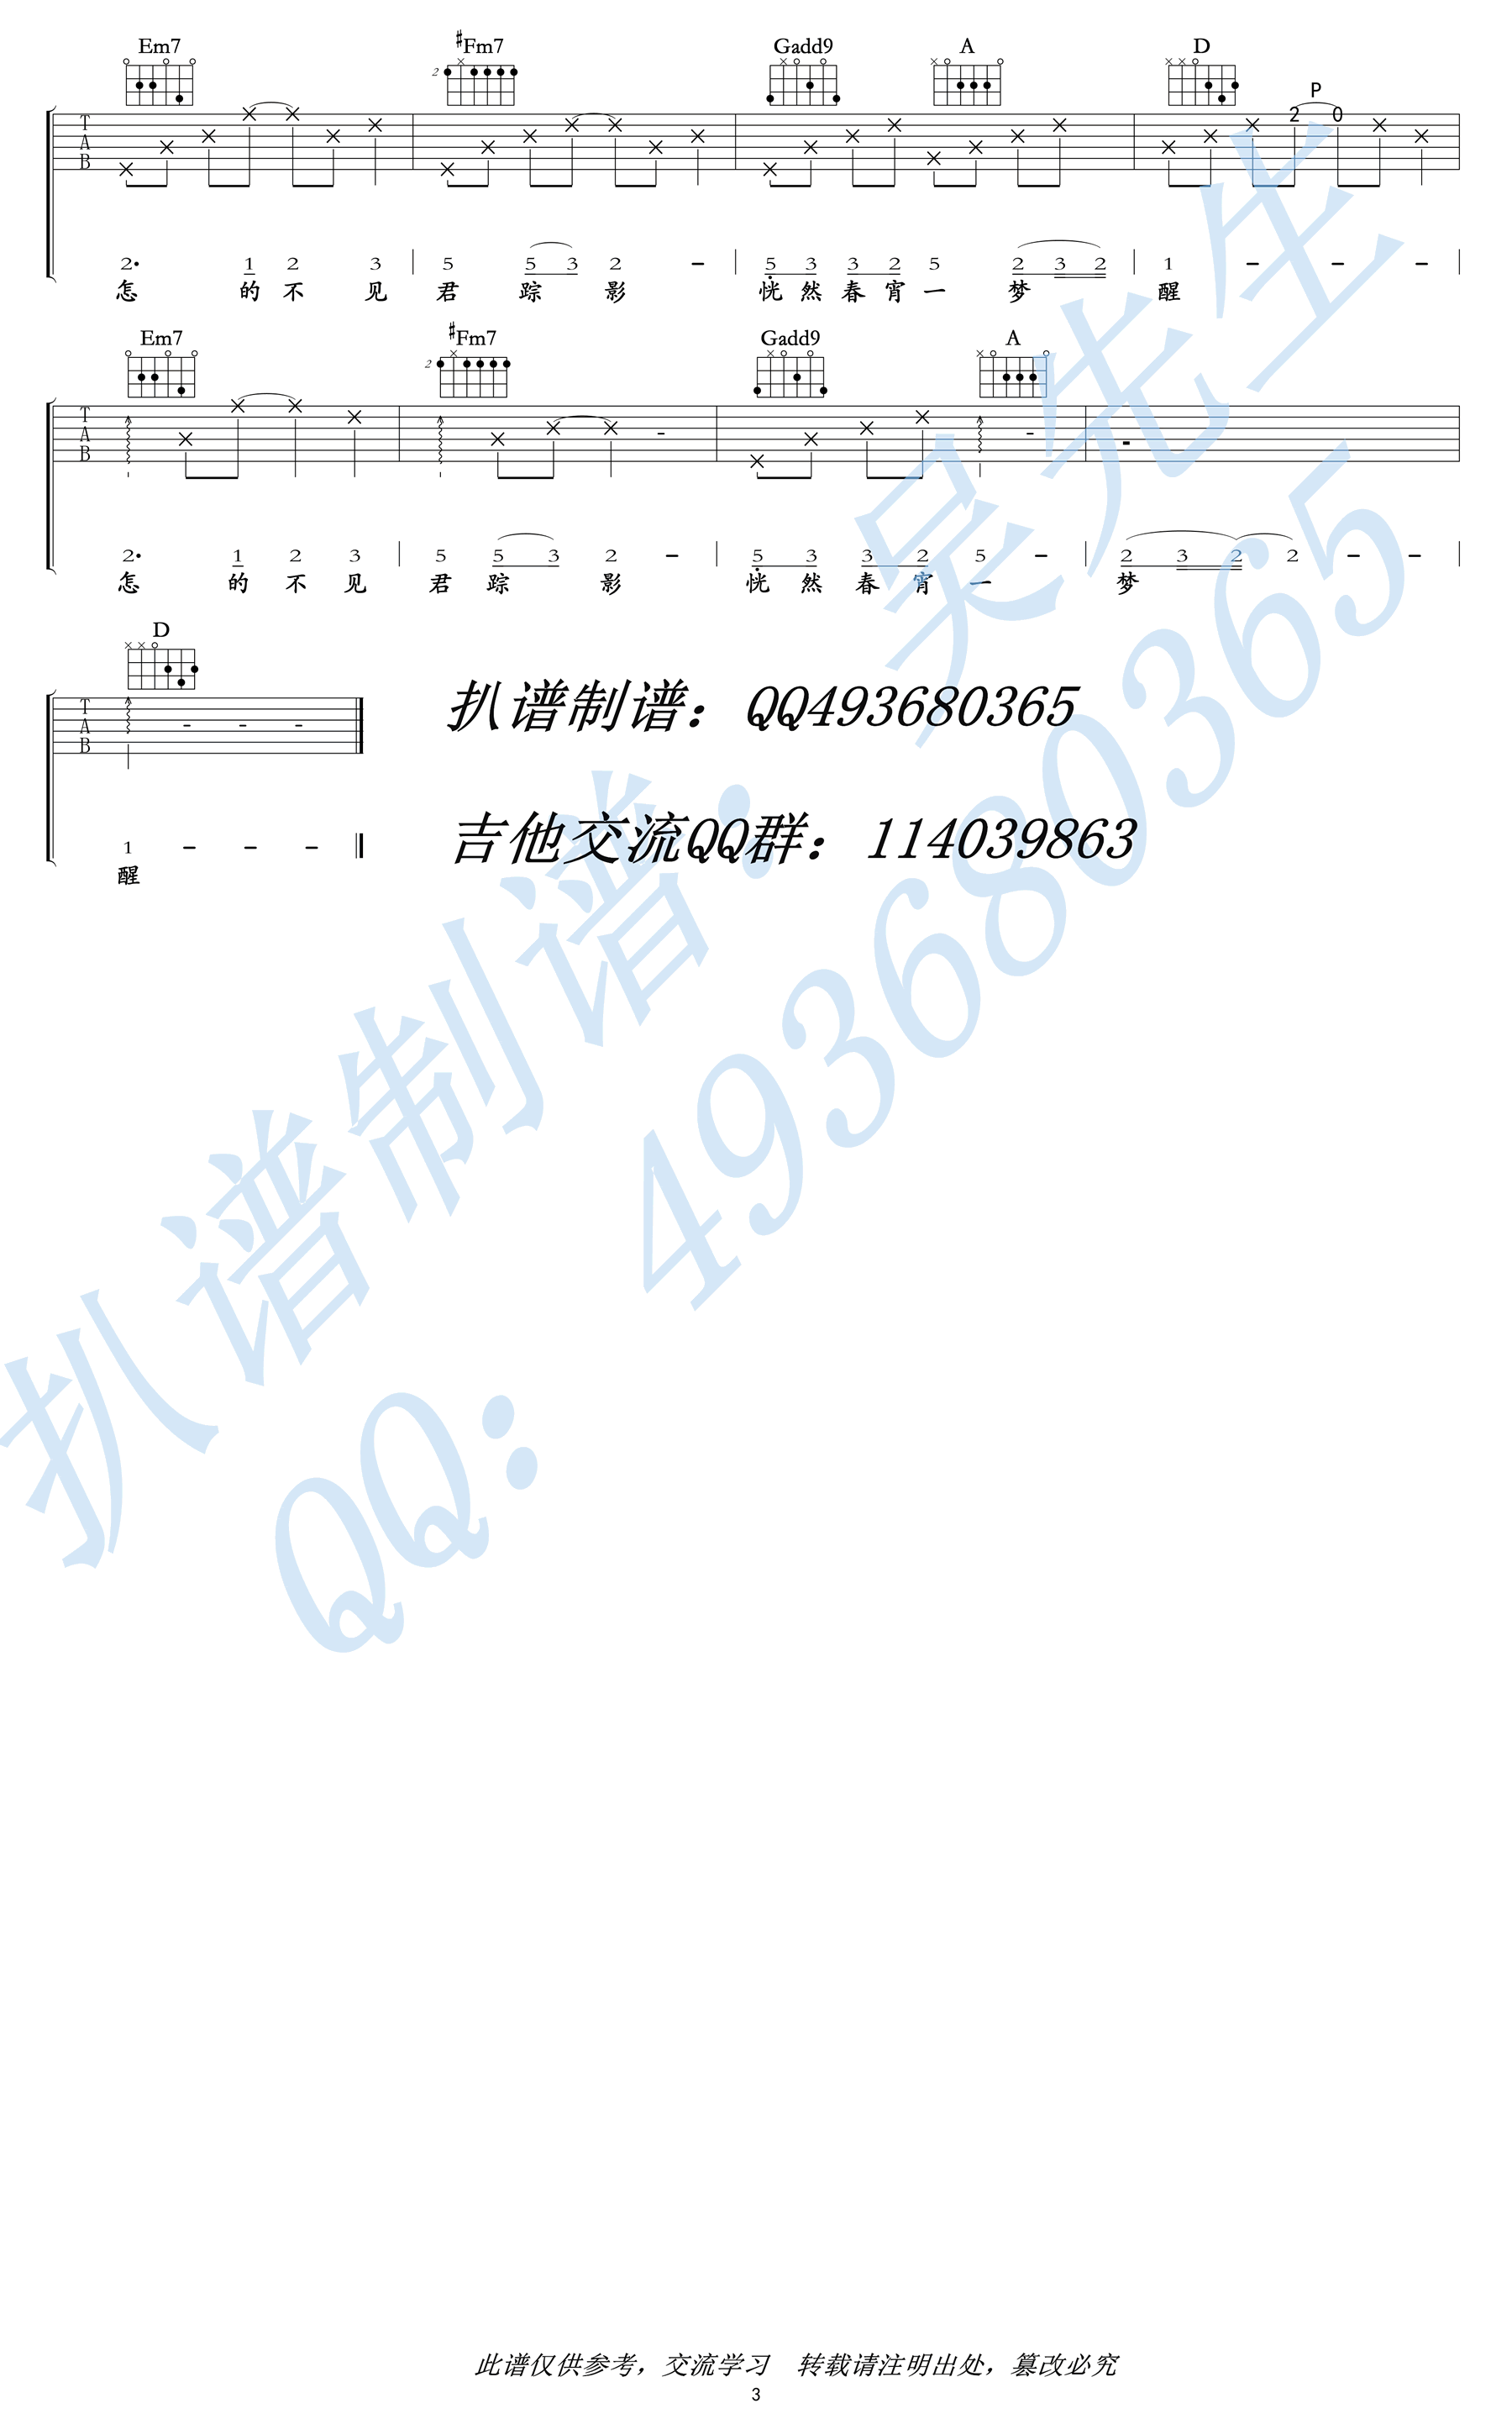 Em7 ♯Fm7 Gadd9 A D
2
P
T A B 2 0
2· 1 2 3 5 5 3 2 - 5 3 3 2 5 2 3 2 1 - - -
怎 的 不 见 君 踪 影 恍 然 春 宵 一 梦 醒
Em7 ♯Fm7 Gadd9 A
2
T A B
2· 1 2 3 5 5 3 2 - 5 3 3 2 5 - 2 3 2 2 - -
怎 的 不 见 君 踪 影 恍 然 春 宵 一 梦
D
T A B
1 - - -
醒
扒谱制谱：QQ493680365
吉他交流QQ群：114039863
扒谱制谱：吴先生
QQ：493680365
此谱仅供参考，交流学习 转载请注明出处，篡改必究
3